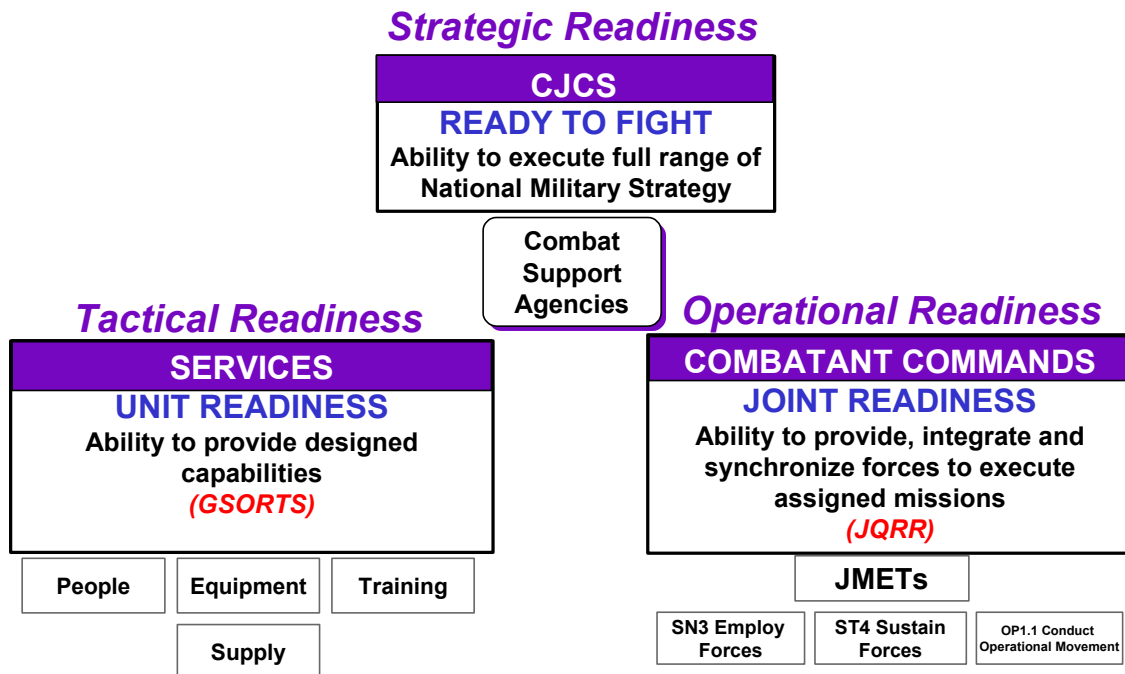 Strategic Readiness
CJCS
READY TO FIGHT
Ability to execute full range of
National Military Strategy
Combat
Support
Agencies
Tactical Readiness
SERVICES
UNIT READINESS
Ability to provide designed
capabilities
(GSORTS)
People
Equipment
Training
Supply
Operational Readiness
COMBATANT COMMANDS
JOINT READINESS
Ability to provide, integrate and
synchronize forces to execute
assigned missions
(JQRR)
JMETs
SN3 Employ
Forces
ST4 Sustain
Forces
OP1.1 Conduct
Operational Movement